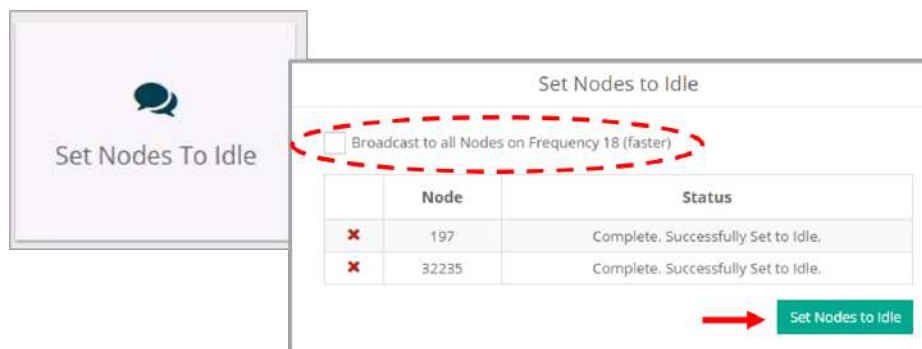 Set Nodes To Idle
Set Nodes to Idle
Broadcast to all Nodes on Frequency 18 (faster)
Node Status
197 Complete. Successfully Set to Idle.
32235 Complete. Successfully Set to Idle.
Set Nodes to Idle